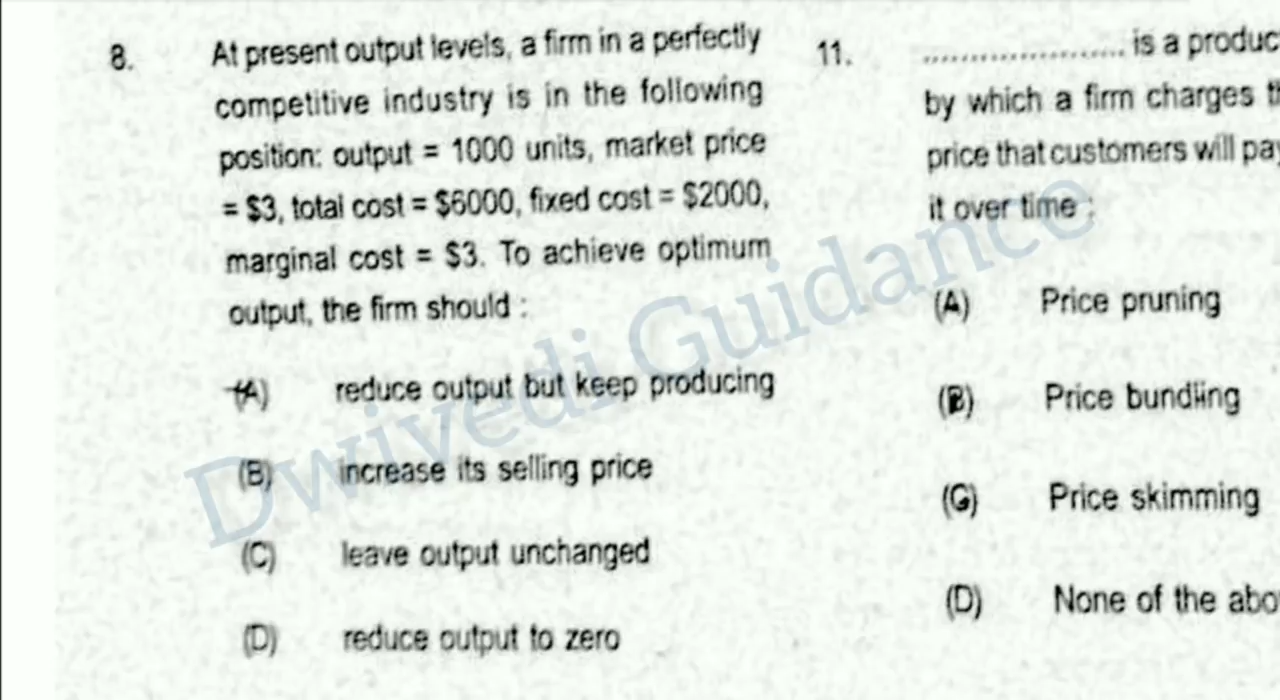 8.
At present output levels, a firm in a perfectly
competitive industry is in the following
position: output = 1000 units, market price
= $3, total cost = $6000, fixed cost = $2000,
marginal cost = $3. To achieve optimum
output, the firm should :
(A) reduce output but keep producing
(B) increase its selling price
(C) leave output unchanged
(D) reduce output to zero
11.
..................... is a produc
by which a firm charges th
price that customers will pay
it over time :
(A) Price pruning
(B) Price bundling
(C) Price skimming
(D) None of the abo
Dwivedi Guidance